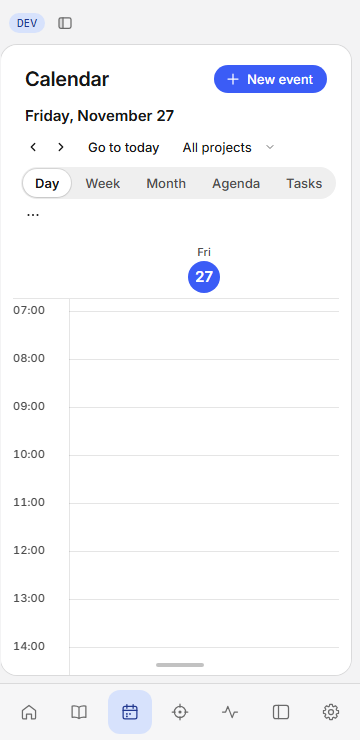 DEV
Calendar
New event
Friday, November 27
Go to today All projects
Day Week Month Agenda Tasks
...
Fri
27
07:00
08:00
09:00
10:00
11:00
12:00
13:00
14:00